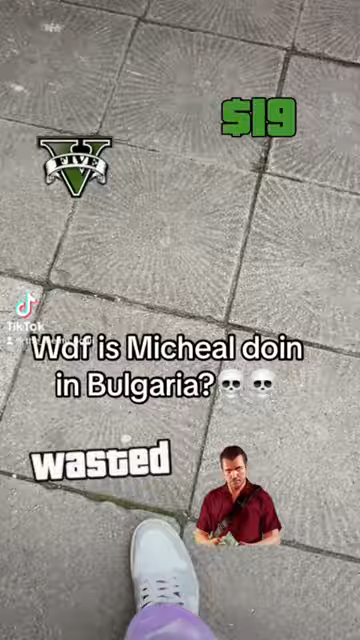 $19
FIVE
TikTok
Wdf is Micheal doin
in Bulgaria?💀💀
wasted